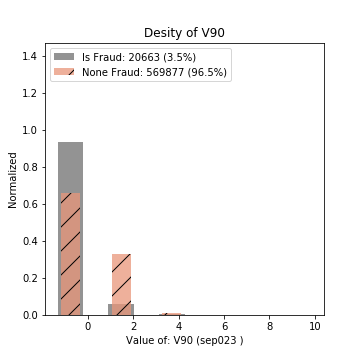 Desity of V90
Is Fraud: 20663 (3.5%)
None Fraud: 569877 (96.5%)
Normalized
1.4
1.2
1.0
0.8
0.6
0.4
0.2
0.0
0 2 4 6 8 10
Value of: V90 (sep023 )